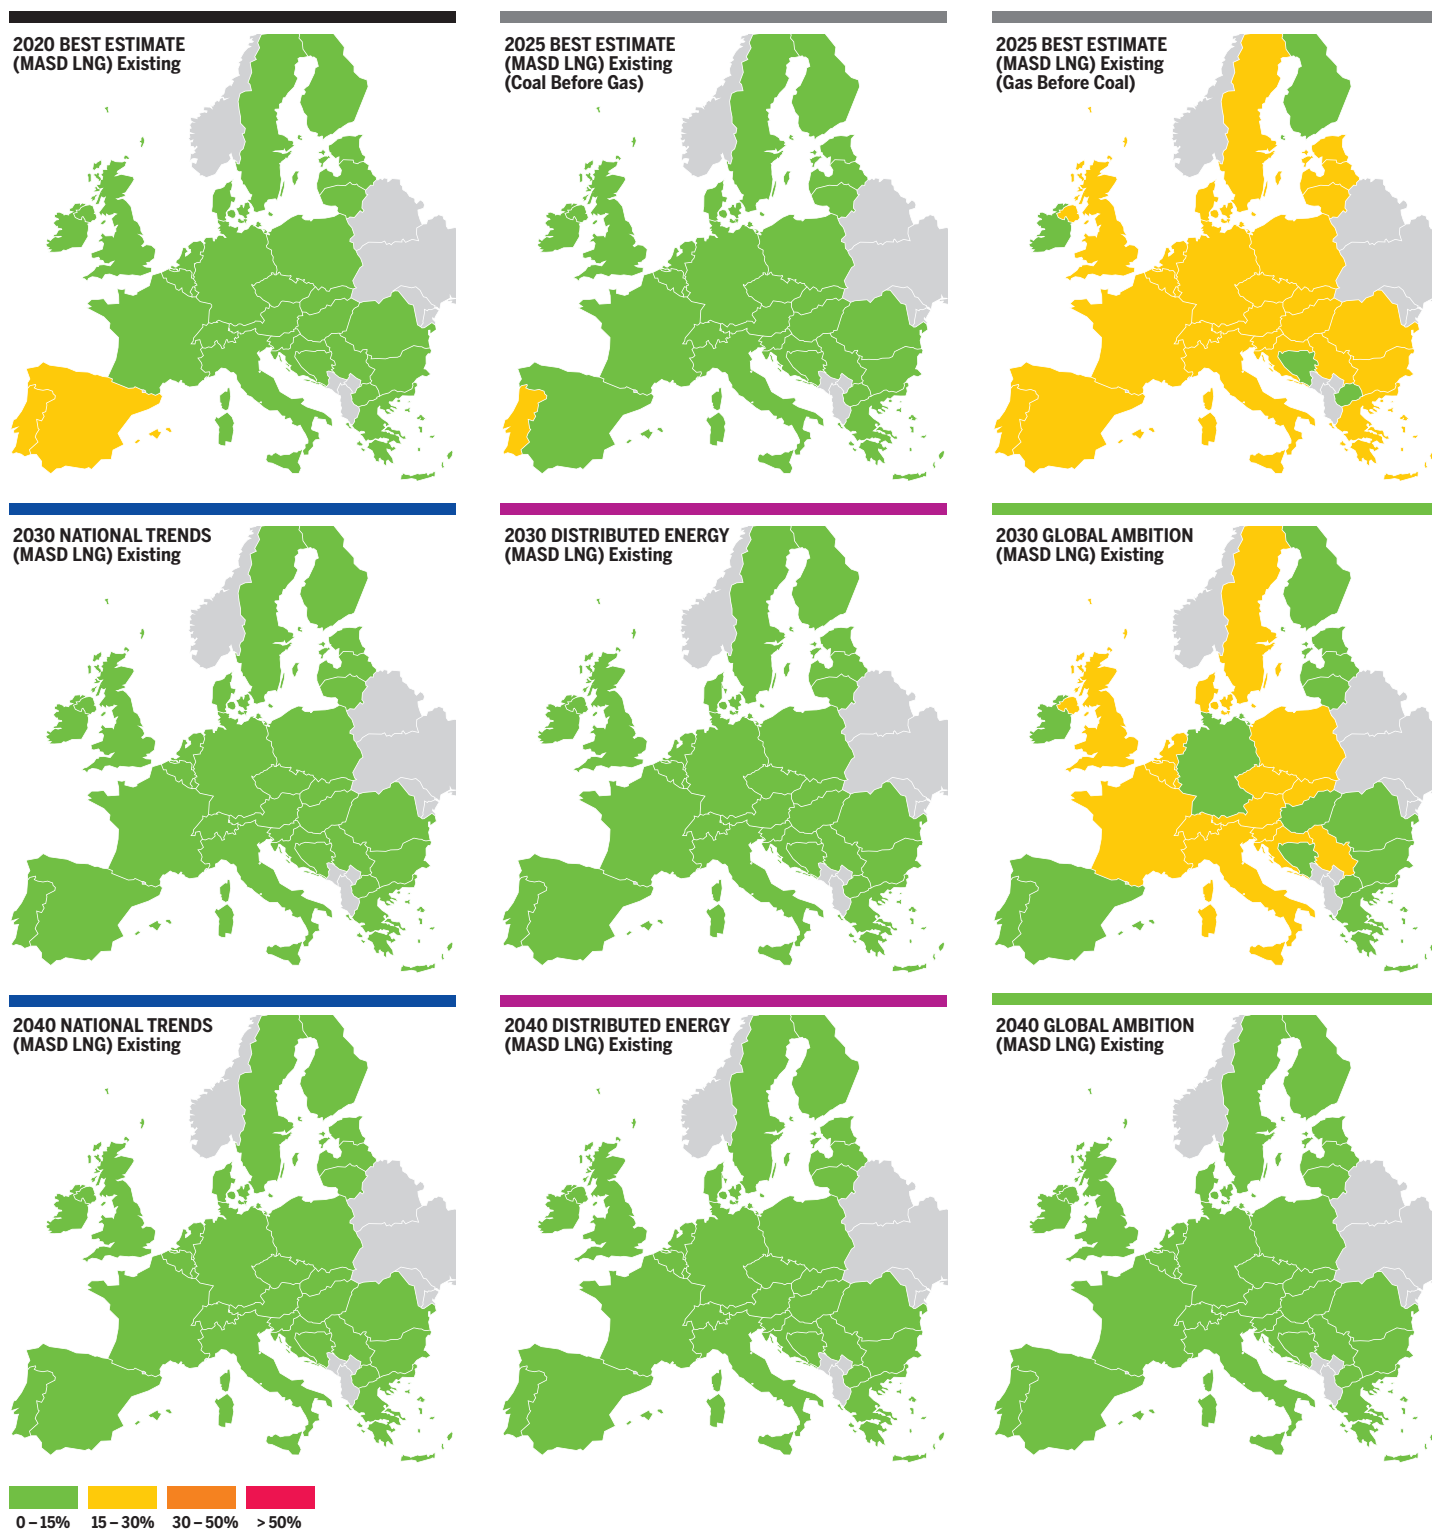 2020 BEST ESTIMATE
(MASD LNG) Existing
2025 BEST ESTIMATE
(MASD LNG) Existing
(Coal Before Gas)
2025 BEST ESTIMATE
(MASD LNG) Existing
(Gas Before Coal)
2030 NATIONAL TRENDS
(MASD LNG) Existing
2030 DISTRIBUTED ENERGY
(MASD LNG) Existing
2030 GLOBAL AMBITION
(MASD LNG) Existing
2040 NATIONAL TRENDS
(MASD LNG) Existing
2040 DISTRIBUTED ENERGY
(MASD LNG) Existing
2040 GLOBAL AMBITION
(MASD LNG) Existing
0 – 15% 15 – 30% 30 – 50% > 50%